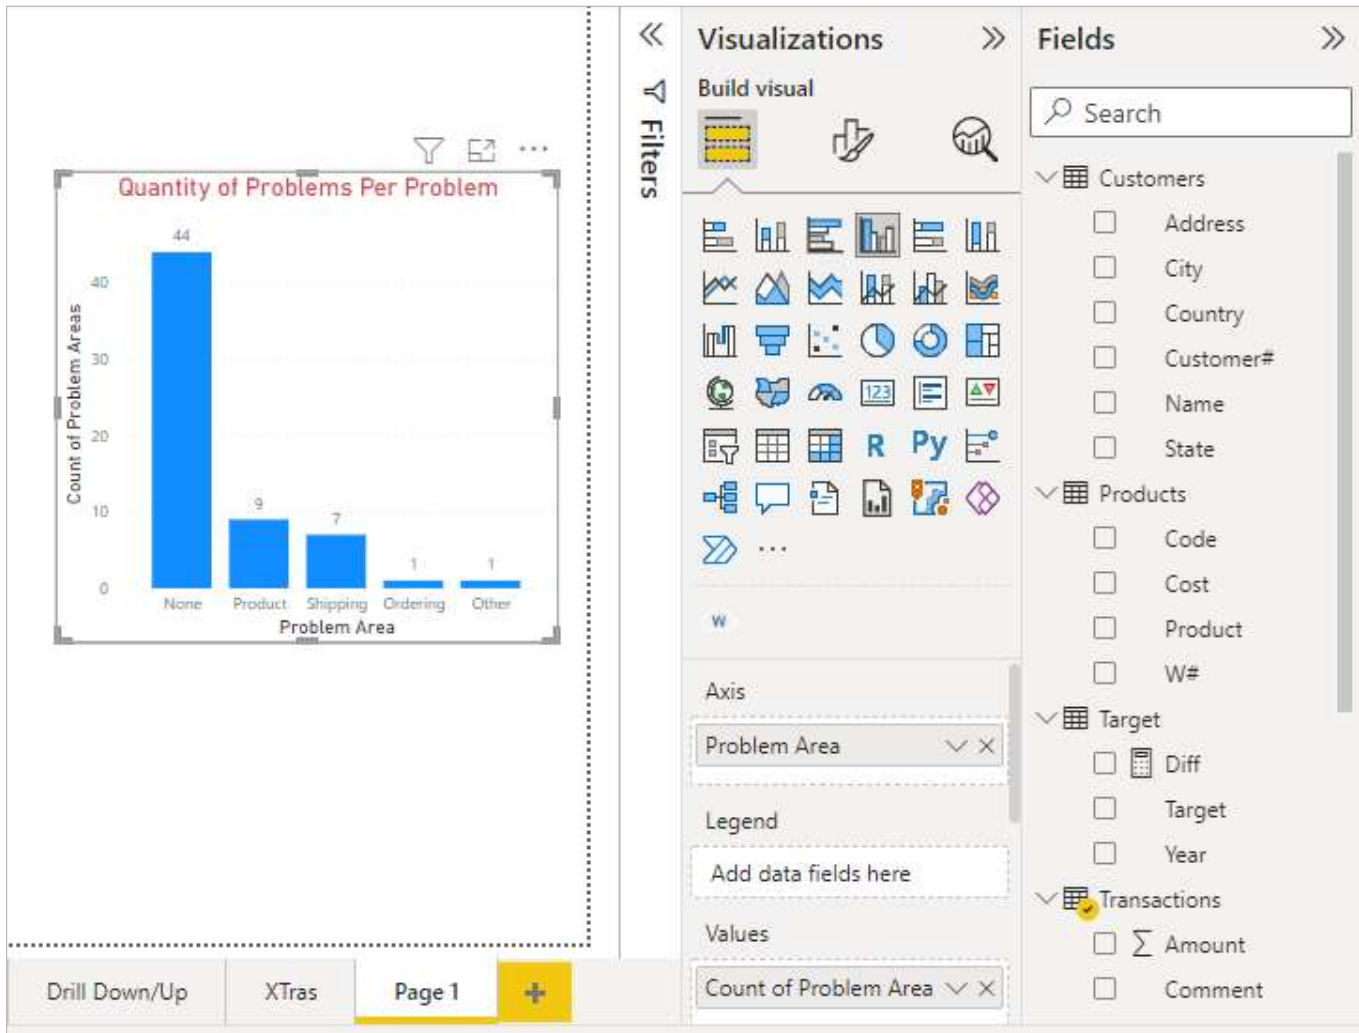 Quantity of Problems Per Problem
Count of Problem Areas
44
40
30
20
10
0
9
7
1
1
None Product Shipping Ordering Other
Problem Area
Drill Down/Up
XTras
Page 1
+
Filters
Visualizations
Build visual
123
R
Py
W
Axis
Problem Area
Legend
Add data fields here
Values
Count of Problem Area
Fields
Search
Customers
Address
City
Country
Customer#
Name
State
Products
Code
Cost
Product
W#
Target
Diff
Target
Year
Transactions
Σ Amount
Comment